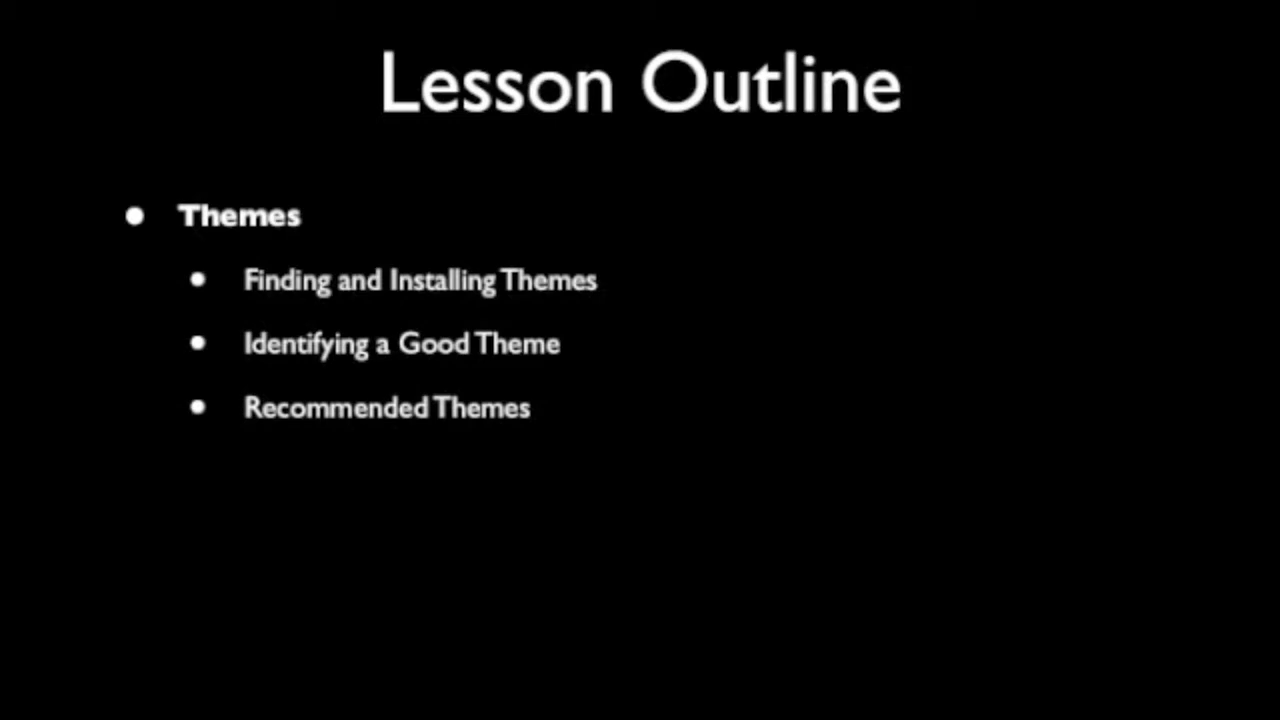 Lesson Outline
• Themes
• Finding and Installing Themes
• Identifying a Good Theme
• Recommended Themes